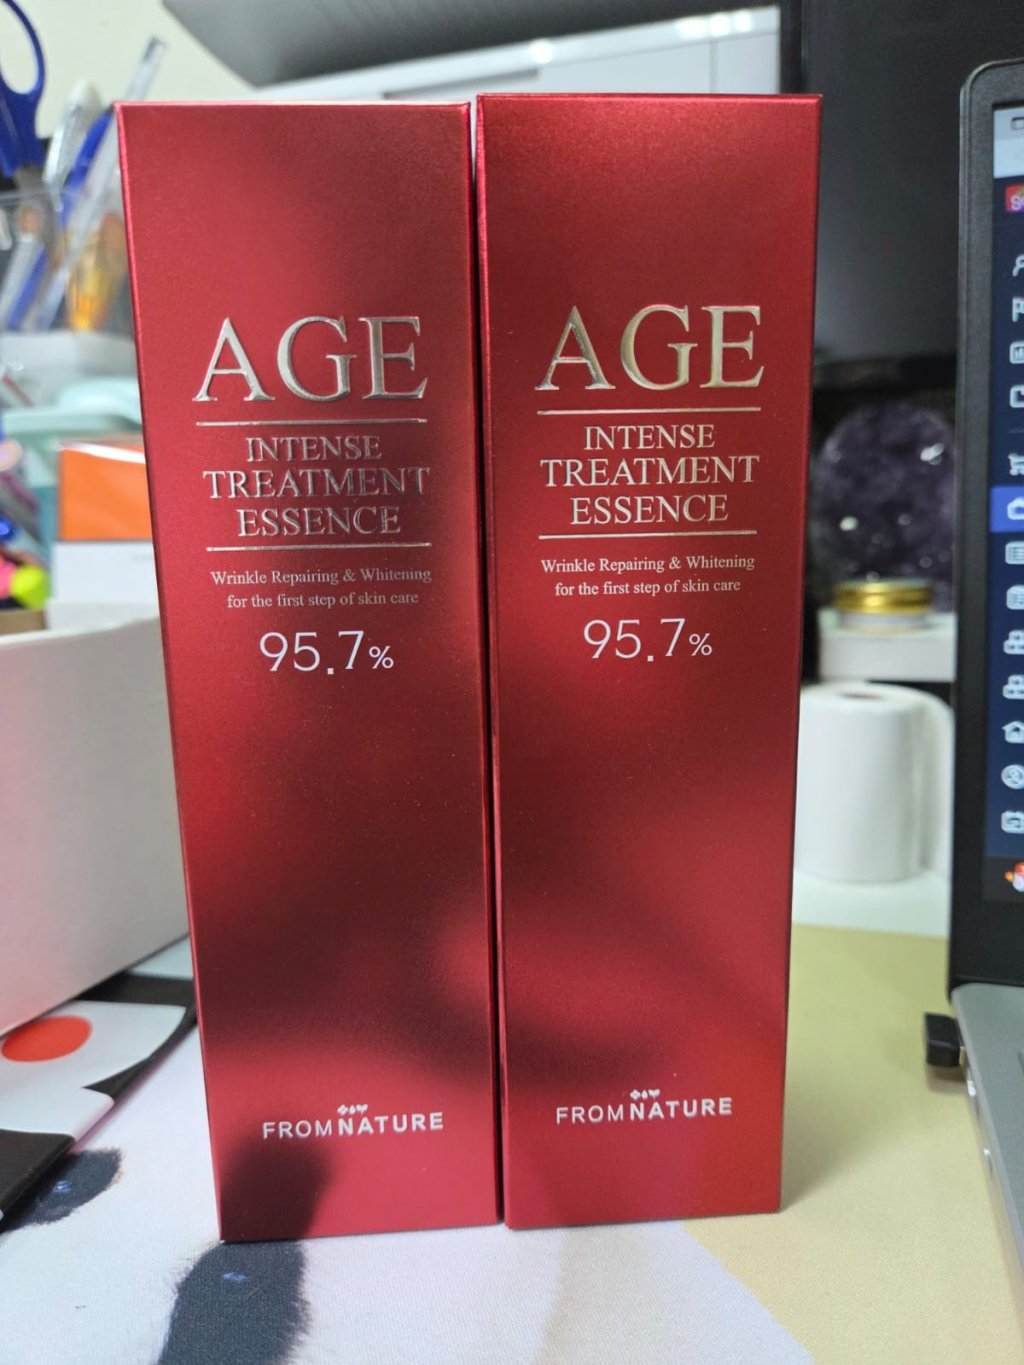 AGE
INTENSE
TREATMENT
ESSENCE
Wrinkle Repairing & Whitening
for the first step of skin care
95.7%
FROMNATURE
AGE
INTENSE
TREATMENT
ESSENCE
Wrinkle Repairing & Whitening
for the first step of skin care
95.7%
FROMNATURE